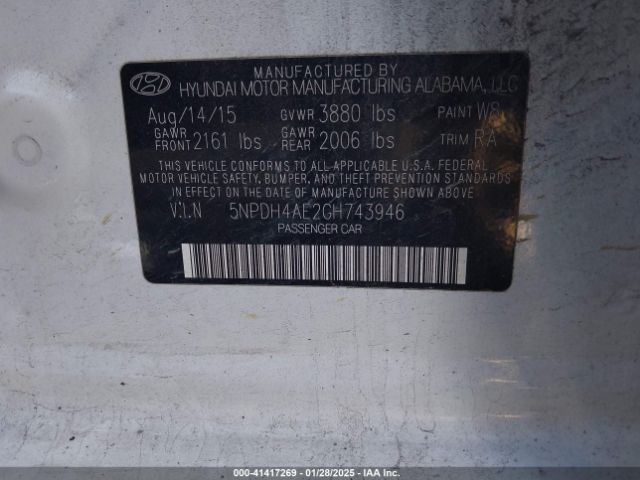 MANUFACTURED BY
HYUNDAI MOTOR MANUFACTURING ALABAMA, LLC
Aug/14/15 GVWR 3880 lbs PAINT W8
GAWR FRONT 2161 lbs GAWR REAR 2006 lbs TRIM RA
THIS VEHICLE CONFORMS TO ALL APPLICABLE U.S.A. FEDERAL
MOTOR VEHICLE SAFETY, BUMPER, AND THEFT PREVENTION STANDARDS
IN EFFECT ON THE DATE OF MANUFACTURE SHOWN ABOVE.
V.I.N 5NPDH4AE2GH743946
PASSENGER CAR
000-41417269 - 01/28/2025 - IAA Inc.